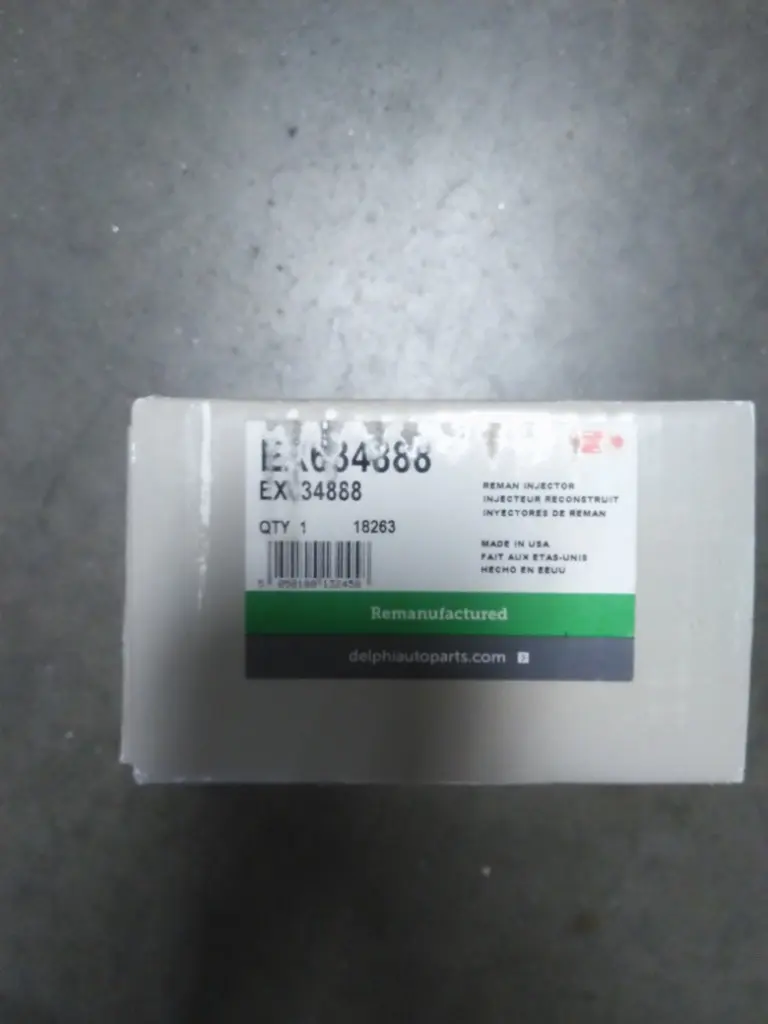 EX634888
EX634888
QTY 1 18263
REMAN INJECTOR
INJECTEUR RECONSTRUIT
INYECTORES DE REMAN
MADE IN USA
FAIT AUX ETAS-UNIS
HECHO EN EEUU
Remanufactured
delphiautoparts.com